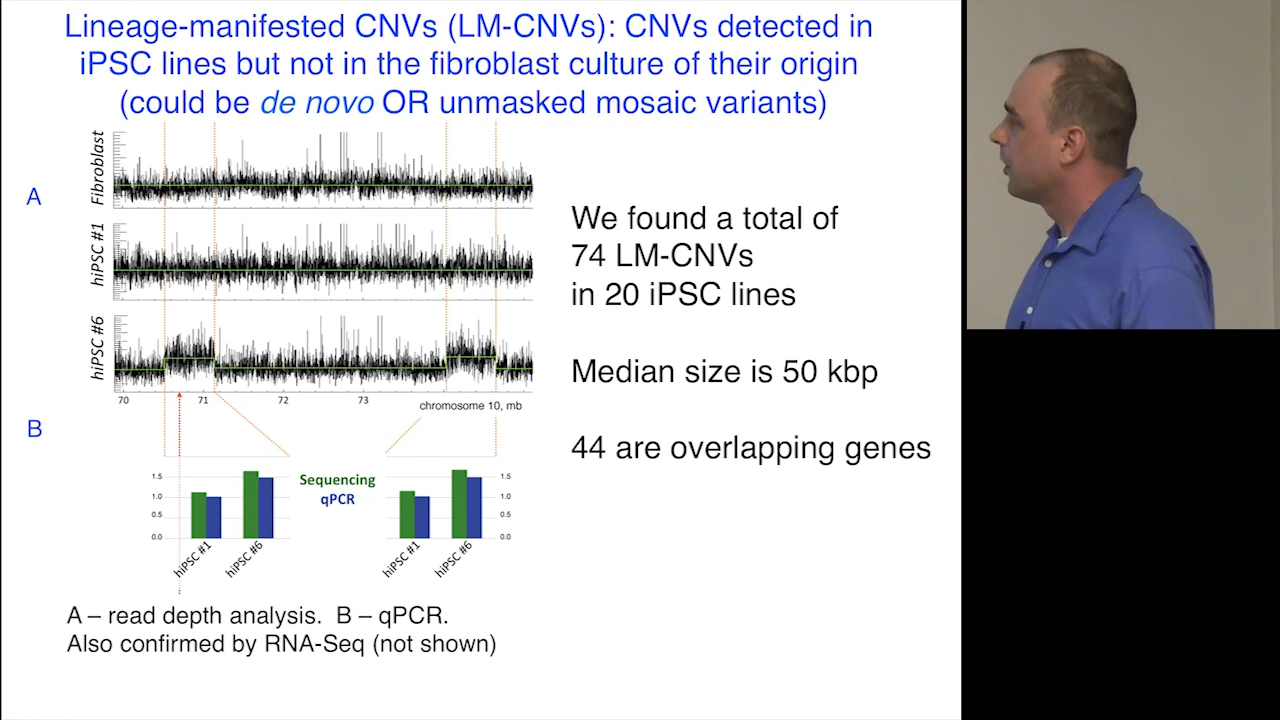 Lineage-manifested CNVs (LM-CNVs): CNVs detected in
iPSC lines but not in the fibroblast culture of their origin
(could be de novo OR unmasked mosaic variants)
A
Fibroblast
hiPSC #1
hiPSC #6
70 71 72 73
chromosome 10, mb
We found a total of
74 LM-CNVs
in 20 iPSC lines
Median size is 50 kbp
44 are overlapping genes
B
1.5
1.0
0.5
0.0
hiPSC #1
hiPSC #6
Sequencing
qPCR
1.5
1.0
0.5
0.0
hiPSC #1
hiPSC #6
A – read depth analysis. B – qPCR.
Also confirmed by RNA-Seq (not shown)